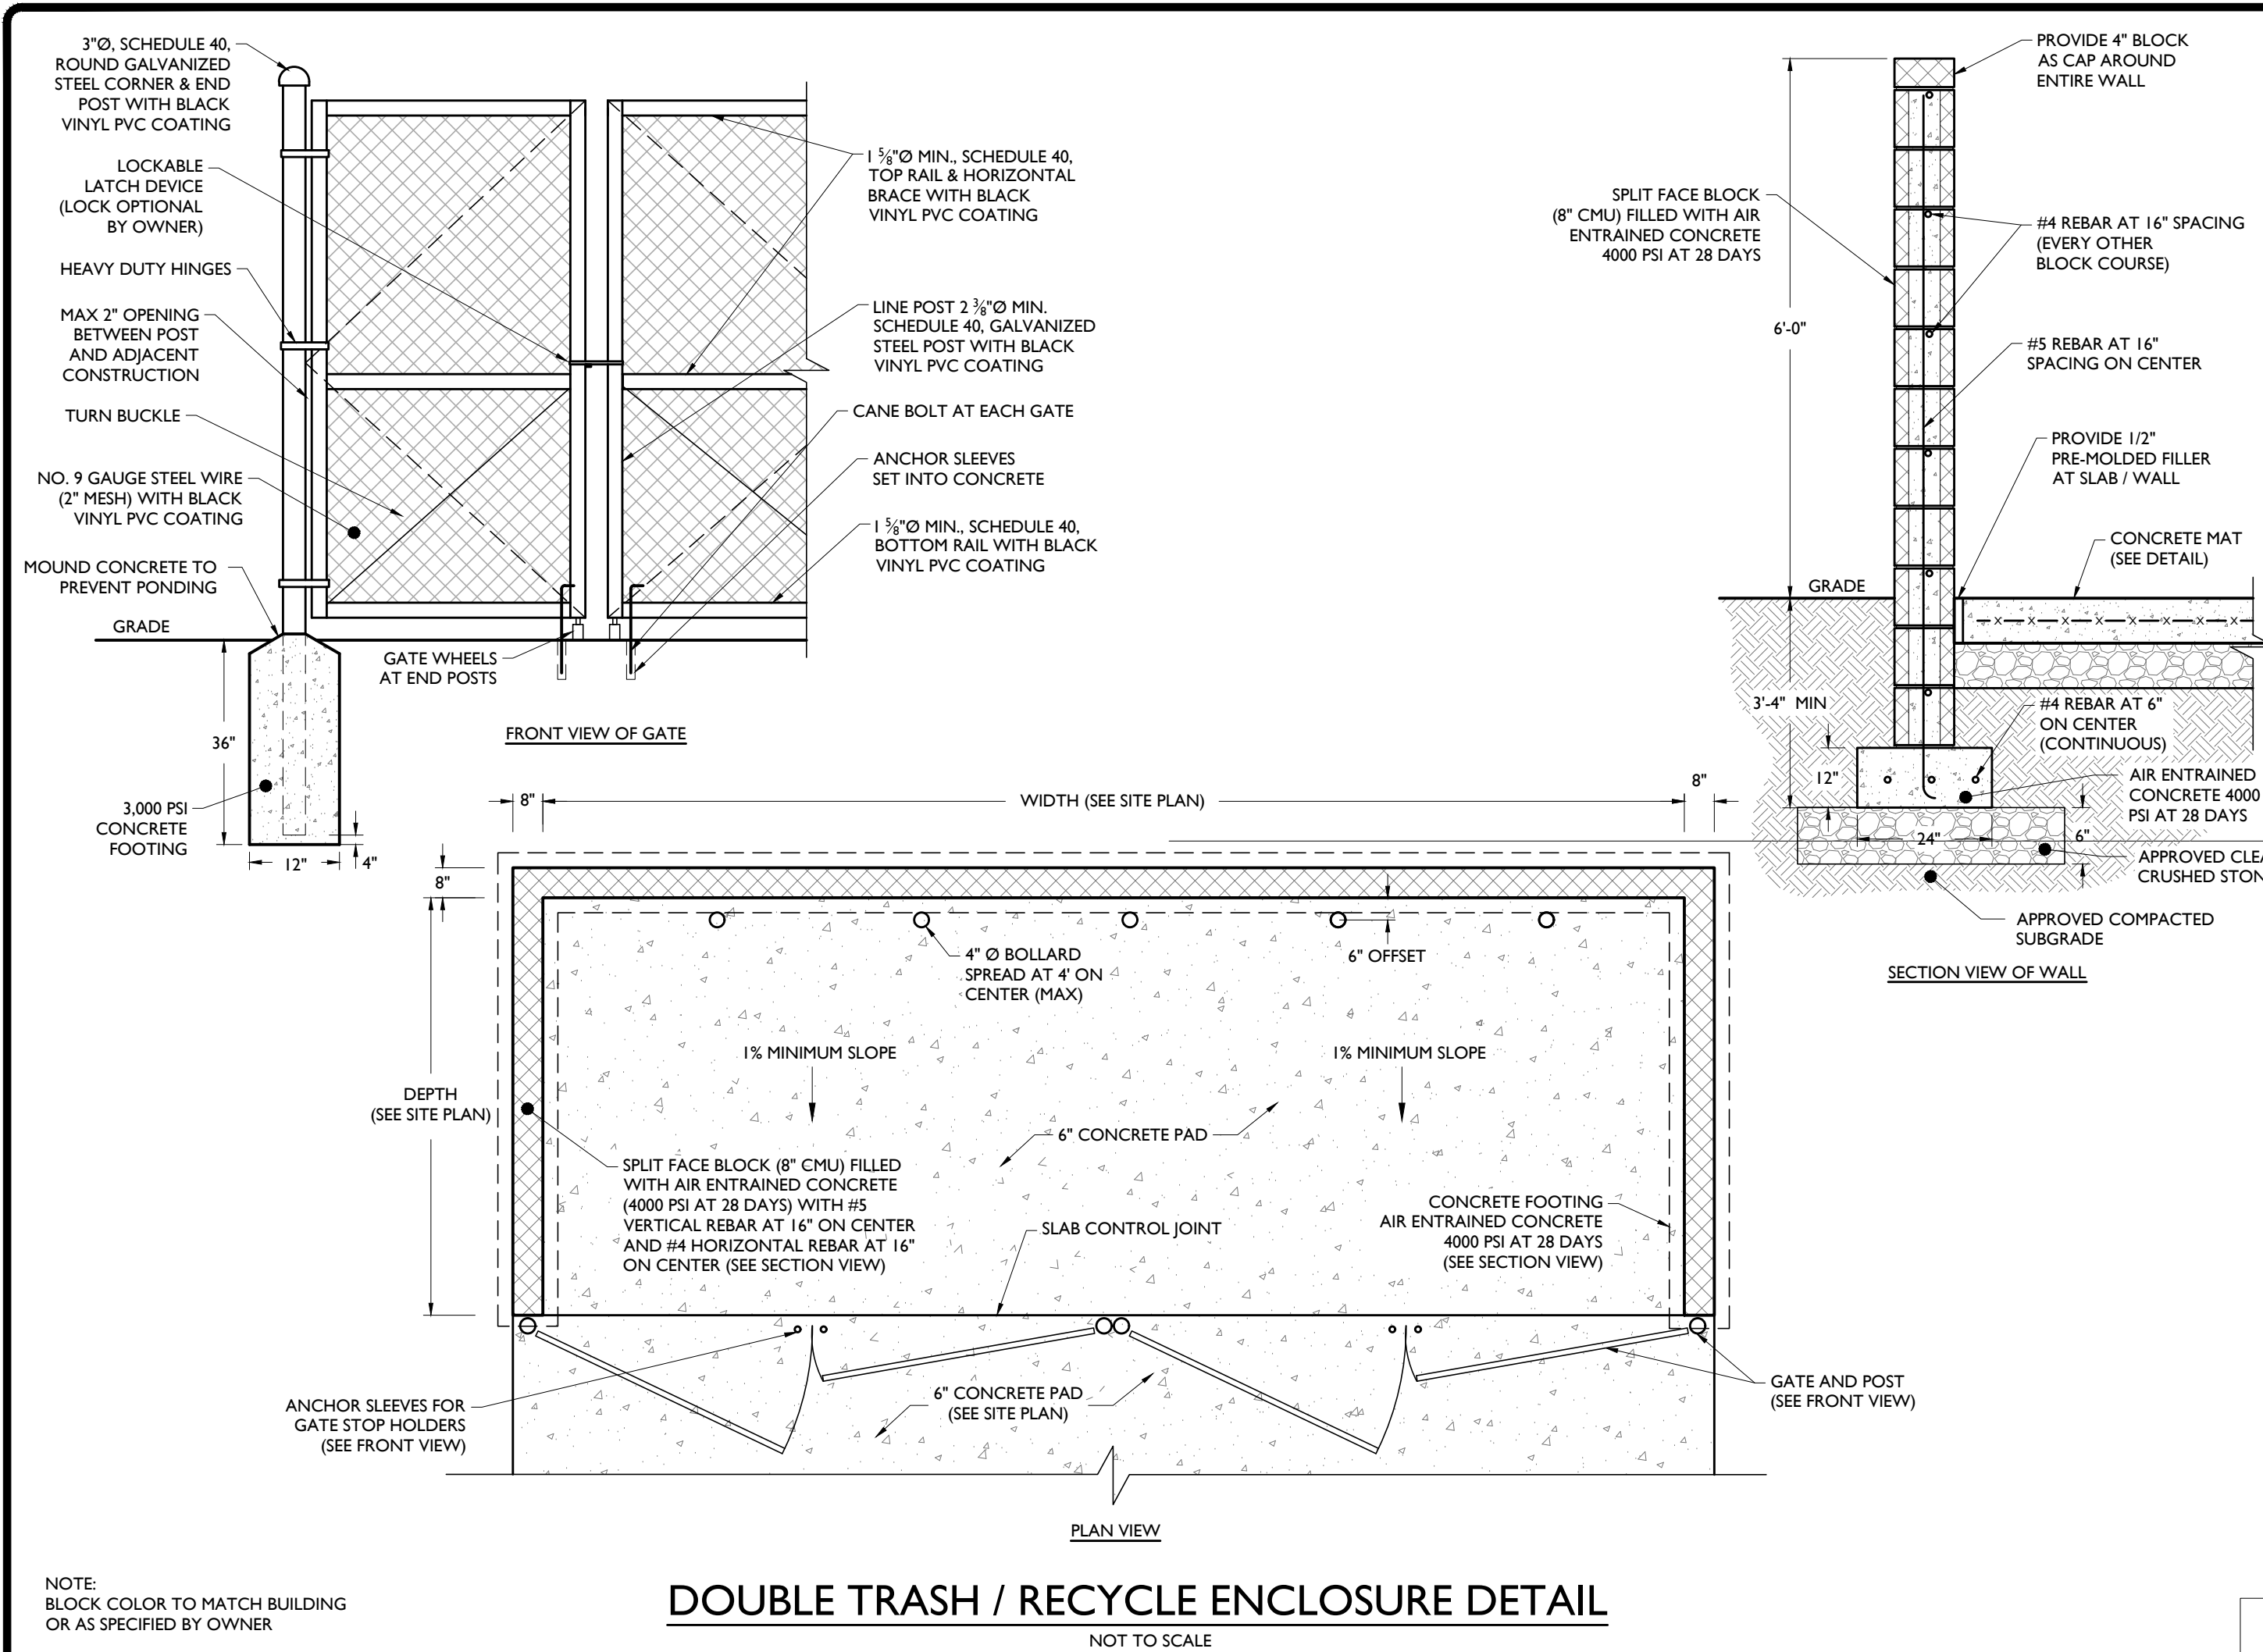 3"Ø, SCHEDULE 40,
ROUND GALVANIZED
STEEL CORNER & END
POST WITH BLACK
VINYL PVC COATING
LOCKABLE
LATCH DEVICE
(LOCK OPTIONAL
BY OWNER)
HEAVY DUTY HINGES
MAX 2" OPENING
BETWEEN POST
AND ADJACENT
CONSTRUCTION
TURN BUCKLE
NO. 9 GAUGE STEEL WIRE
(2" MESH) WITH BLACK
VINYL PVC COATING
MOUND CONCRETE TO
PREVENT PONDING
GRADE
36"
3,000 PSI
CONCRETE
FOOTING
12"
4"
GATE WHEELS
AT END POSTS
1 5/8"Ø MIN., SCHEDULE 40,
TOP RAIL & HORIZONTAL
BRACE WITH BLACK
VINYL PVC COATING
LINE POST 2 3/8"Ø MIN.
SCHEDULE 40, GALVANIZED
STEEL POST WITH BLACK
VINYL PVC COATING
CANE BOLT AT EACH GATE
ANCHOR SLEEVES
SET INTO CONCRETE
1 5/8"Ø MIN., SCHEDULE 40,
BOTTOM RAIL WITH BLACK
VINYL PVC COATING
FRONT VIEW OF GATE
PROVIDE 4" BLOCK
AS CAP AROUND
ENTIRE WALL
SPLIT FACE BLOCK
(8" CMU) FILLED WITH AIR
ENTRAINED CONCRETE
4000 PSI AT 28 DAYS
#4 REBAR AT 16" SPACING
(EVERY OTHER
BLOCK COURSE)
6'-0"
#5 REBAR AT 16"
SPACING ON CENTER
PROVIDE 1/2"
PRE-MOLDED FILLER
AT SLAB / WALL
CONCRETE MAT
(SEE DETAIL)
GRADE
3'-4" MIN
#4 REBAR AT 6"
ON CENTER
(CONTINUOUS)
12"
AIR ENTRAINED
CONCRETE 4000
PSI AT 28 DAYS
24"
6"
APPROVED CLEA
CRUSHED STON
APPROVED COMPACTED
SUBGRADE
SECTION VIEW OF WALL
8"
WIDTH (SEE SITE PLAN)
8"
8"
4" Ø BOLLARD
SPREAD AT 4' ON
CENTER (MAX)
6" OFFSET
1% MINIMUM SLOPE
1% MINIMUM SLOPE
DEPTH
(SEE SITE PLAN)
6" CONCRETE PAD
SPLIT FACE BLOCK (8" CMU) FILLED
WITH AIR ENTRAINED CONCRETE
(4000 PSI AT 28 DAYS) WITH #5
VERTICAL REBAR AT 16" ON CENTER
AND #4 HORIZONTAL REBAR AT 16"
ON CENTER (SEE SECTION VIEW)
SLAB CONTROL JOINT
CONCRETE FOOTING
AIR ENTRAINED CONCRETE
4000 PSI AT 28 DAYS
(SEE SECTION VIEW)
ANCHOR SLEEVES FOR
GATE STOP HOLDERS
(SEE FRONT VIEW)
6" CONCRETE PAD
(SEE SITE PLAN)
GATE AND POST
(SEE FRONT VIEW)
PLAN VIEW
NOTE:
BLOCK COLOR TO MATCH BUILDING
OR AS SPECIFIED BY OWNER
DOUBLE TRASH / RECYCLE ENCLOSURE DETAIL
NOT TO SCALE